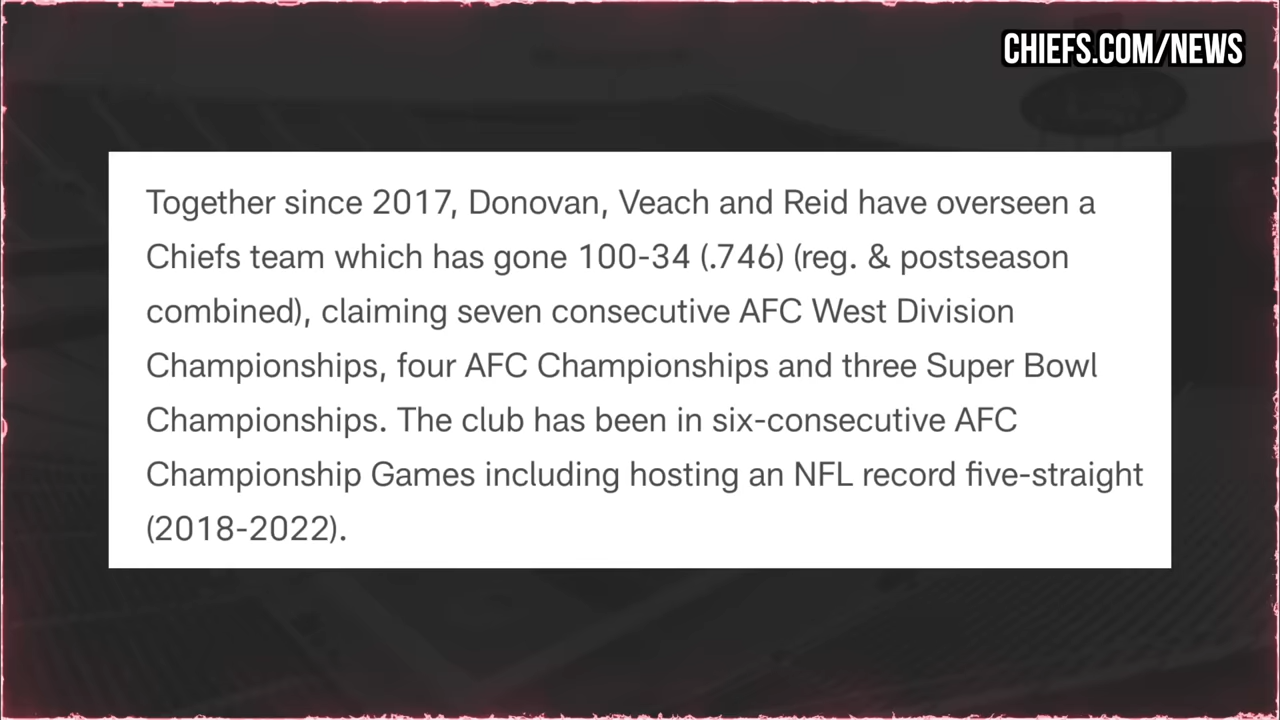 CHIEFS.COM/NEWS
Together since 2017, Donovan, Veach and Reid have overseen a
Chiefs team which has gone 100-34 (.746) (reg. & postseason
combined), claiming seven consecutive AFC West Division
Championships, four AFC Championships and three Super Bowl
Championships. The club has been in six-consecutive AFC
Championship Games including hosting an NFL record five-straight
(2018-2022).